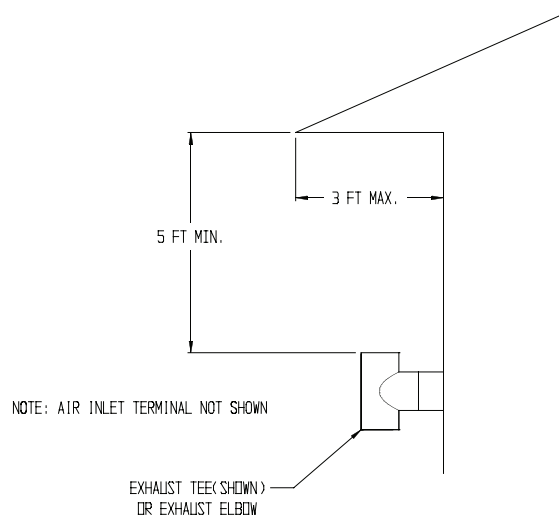 3 FT MAX.
5 FT MIN.
NOTE: AIR INLET TERMINAL NOT SHOWN
EXHAUST TEE(SHOWN)
OR EXHAUST ELBOW